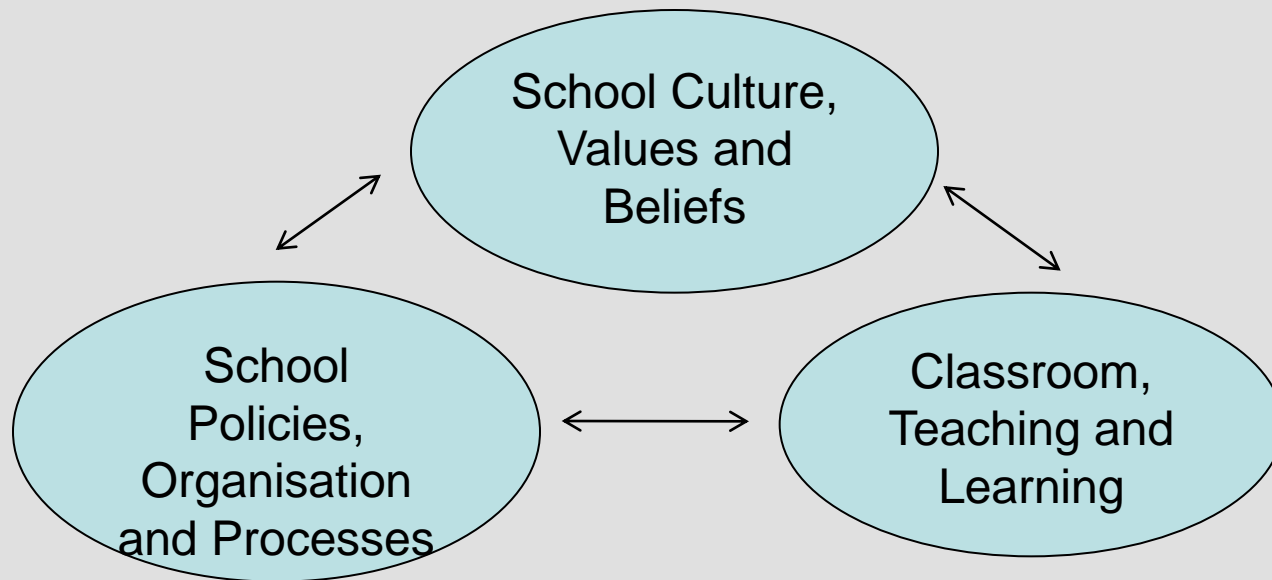 School Culture,
Values and
Beliefs
School
Policies,
Organisation
and Processes
Classroom,
Teaching and
Learning